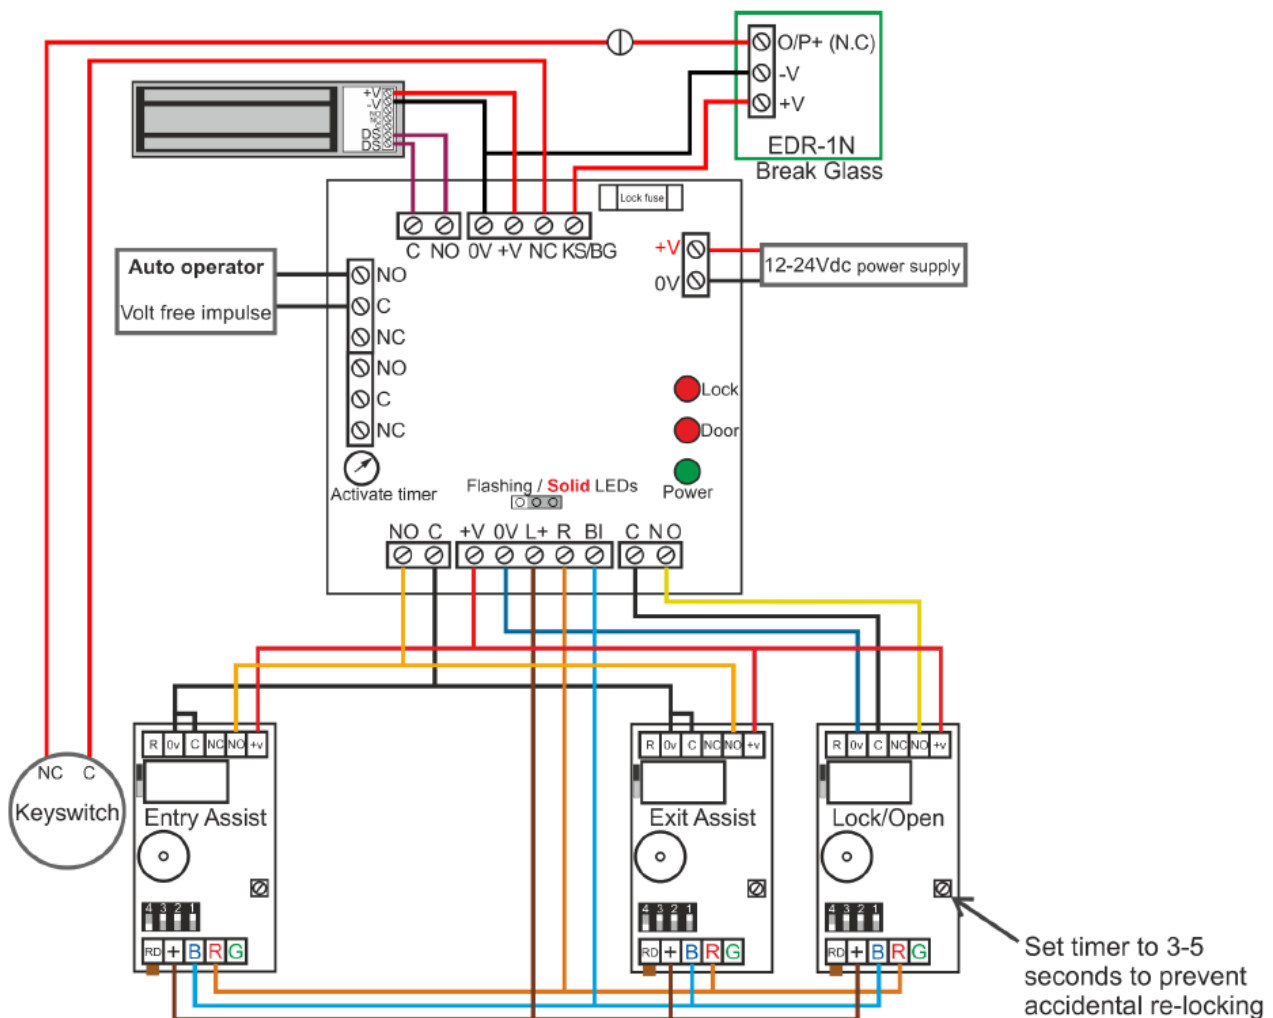 O/P+ (N.C)
-V
+V
EDR-1N
Break Glass
+V
-V
NO
NC
C
DS
DS
Lock fuse
C NO 0V +V NC KS/BG
+V
0V
12-24Vdc power supply
Auto operator
Volt free impulse
NO
C
NC
NO
C
NC
Activate timer
Lock
Door
Power
Flashing / Solid LEDs
NO C +V 0V L+ R Bl C NO
NC C
Keyswitch
R 0v C NC NO +v
Entry Assist
4 3 2 1
RD + B R G
R 0v C NC NO +v
Exit Assist
4 3 2 1
RD + B R G
R 0v C NC NO +v
Lock/Open
4 3 2 1
RD + B R G
Set timer to 3-5
seconds to prevent
accidental re-locking